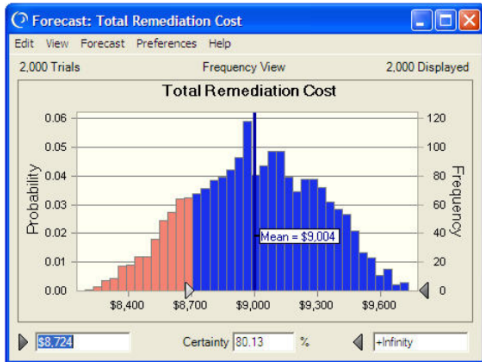 Forecast: Total Remediation Cost
Edit View Forecast Preferences Help
2,000 Trials Frequency View 2,000 Displayed
Total Remediation Cost
0.06 120
0.05 100
0.04 80
0.03 60
0.02 40
0.01 20
0.00 0
Probability
Frequency
Mean = $9,004
$8,400 $8,700 $9,000 $9,300 $9,600
$8,724 Certainty 80.13 % +Infinity